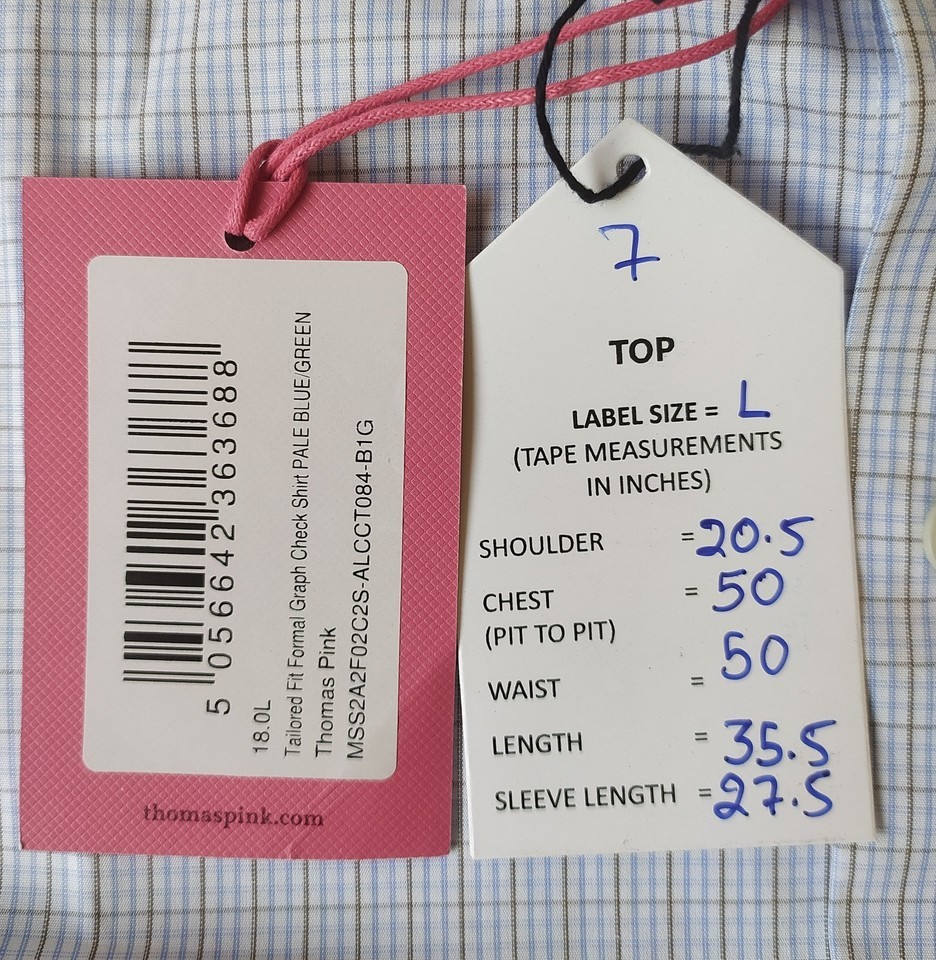 5 056642 363688
18.0L
Tailored Fit Formal Graph Check Shirt PALE BLUE/GREEN
Thomas Pink
MSS2A2F02C2S-ALCCT084-B1G
thomaspink.com
7
TOP
LABEL SIZE = L
(TAPE MEASUREMENTS
IN INCHES)
SHOULDER = 20.5
CHEST = 50
(PIT TO PIT)
WAIST = 50
LENGTH = 35.5
SLEEVE LENGTH = 27.5